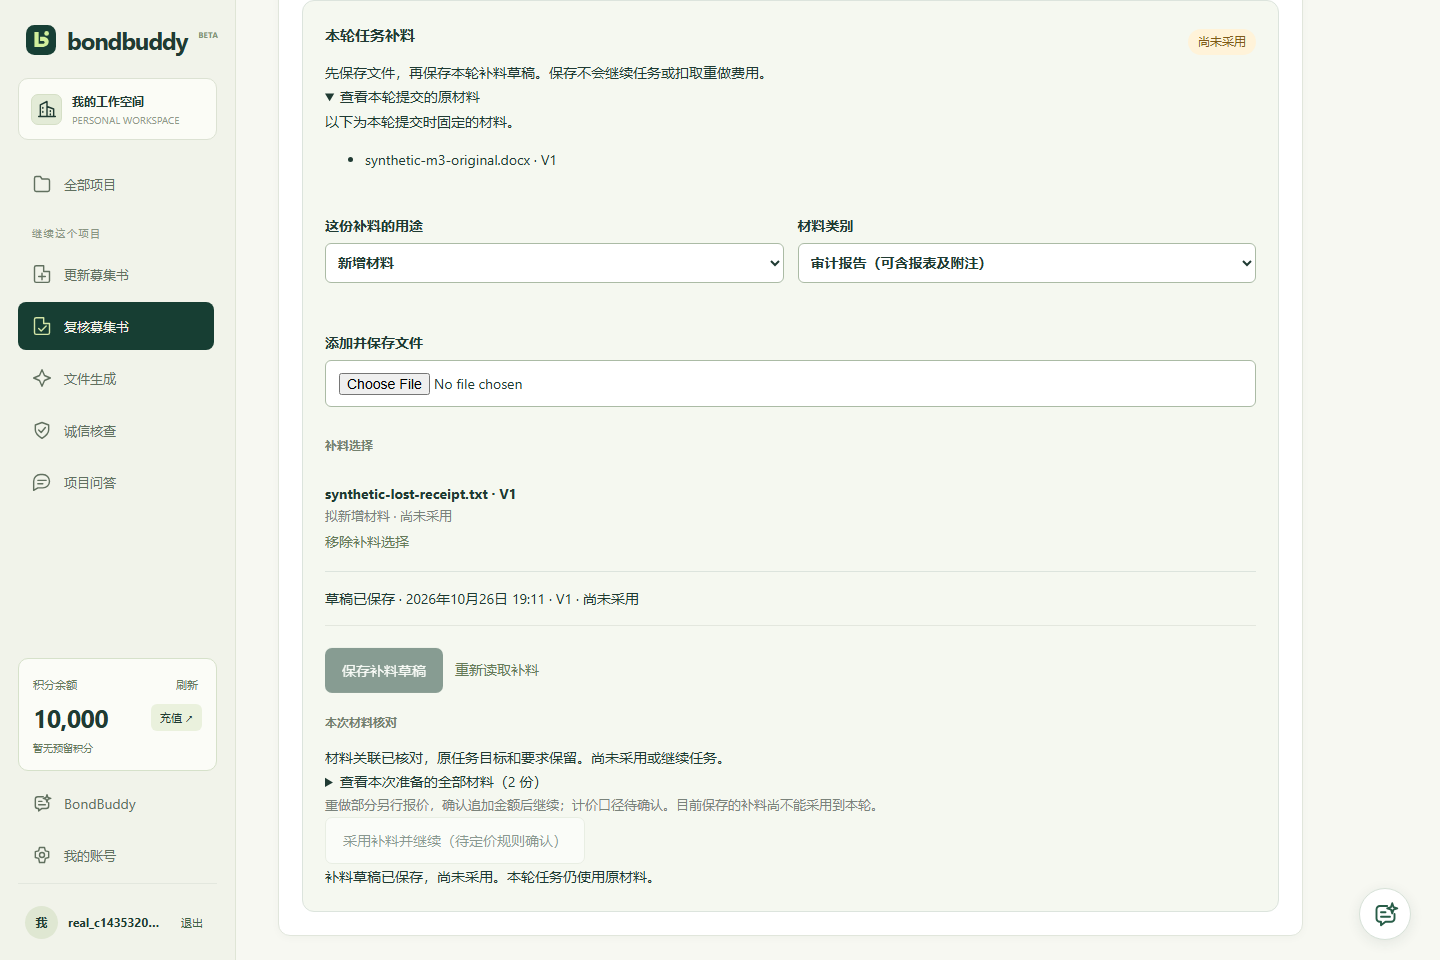 bondbuddy BETA
我的工作空间
PERSONAL WORKSPACE
全部项目
继续这个项目
更新募集书
复核募集书
文件生成
诚信核查
项目问答
积分余额 刷新
10,000 充值 ↗
暂无预留积分
BondBuddy
我的账号
我 real_c1435320... 退出
本轮任务补料 尚未采用
先保存文件，再保存本轮补料草稿。保存不会继续任务或扣取重做费用。
▼ 查看本轮提交的原材料
以下为本轮提交时固定的材料。
• synthetic-m3-original.docx · V1
这份补料的用途 材料类别
新增材料 审计报告（可含报表及附注）
添加并保存文件
Choose File No file chosen
补料选择
synthetic-lost-receipt.txt · V1
拟新增材料 · 尚未采用
移除补料选择
草稿已保存 · 2026年10月26日 19:11 · V1 · 尚未采用
保存补料草稿 重新读取补料
本次材料核对
材料关联已核对，原任务目标和要求保留。尚未采用或继续任务。
▶ 查看本次准备的全部材料（2 份）
重做部分另行报价，确认追加金额后继续；计价口径待确认。目前保存的补料尚不能采用到本轮。
采用补料并继续（待定价规则确认）
补料草稿已保存，尚未采用。本轮任务仍使用原材料。